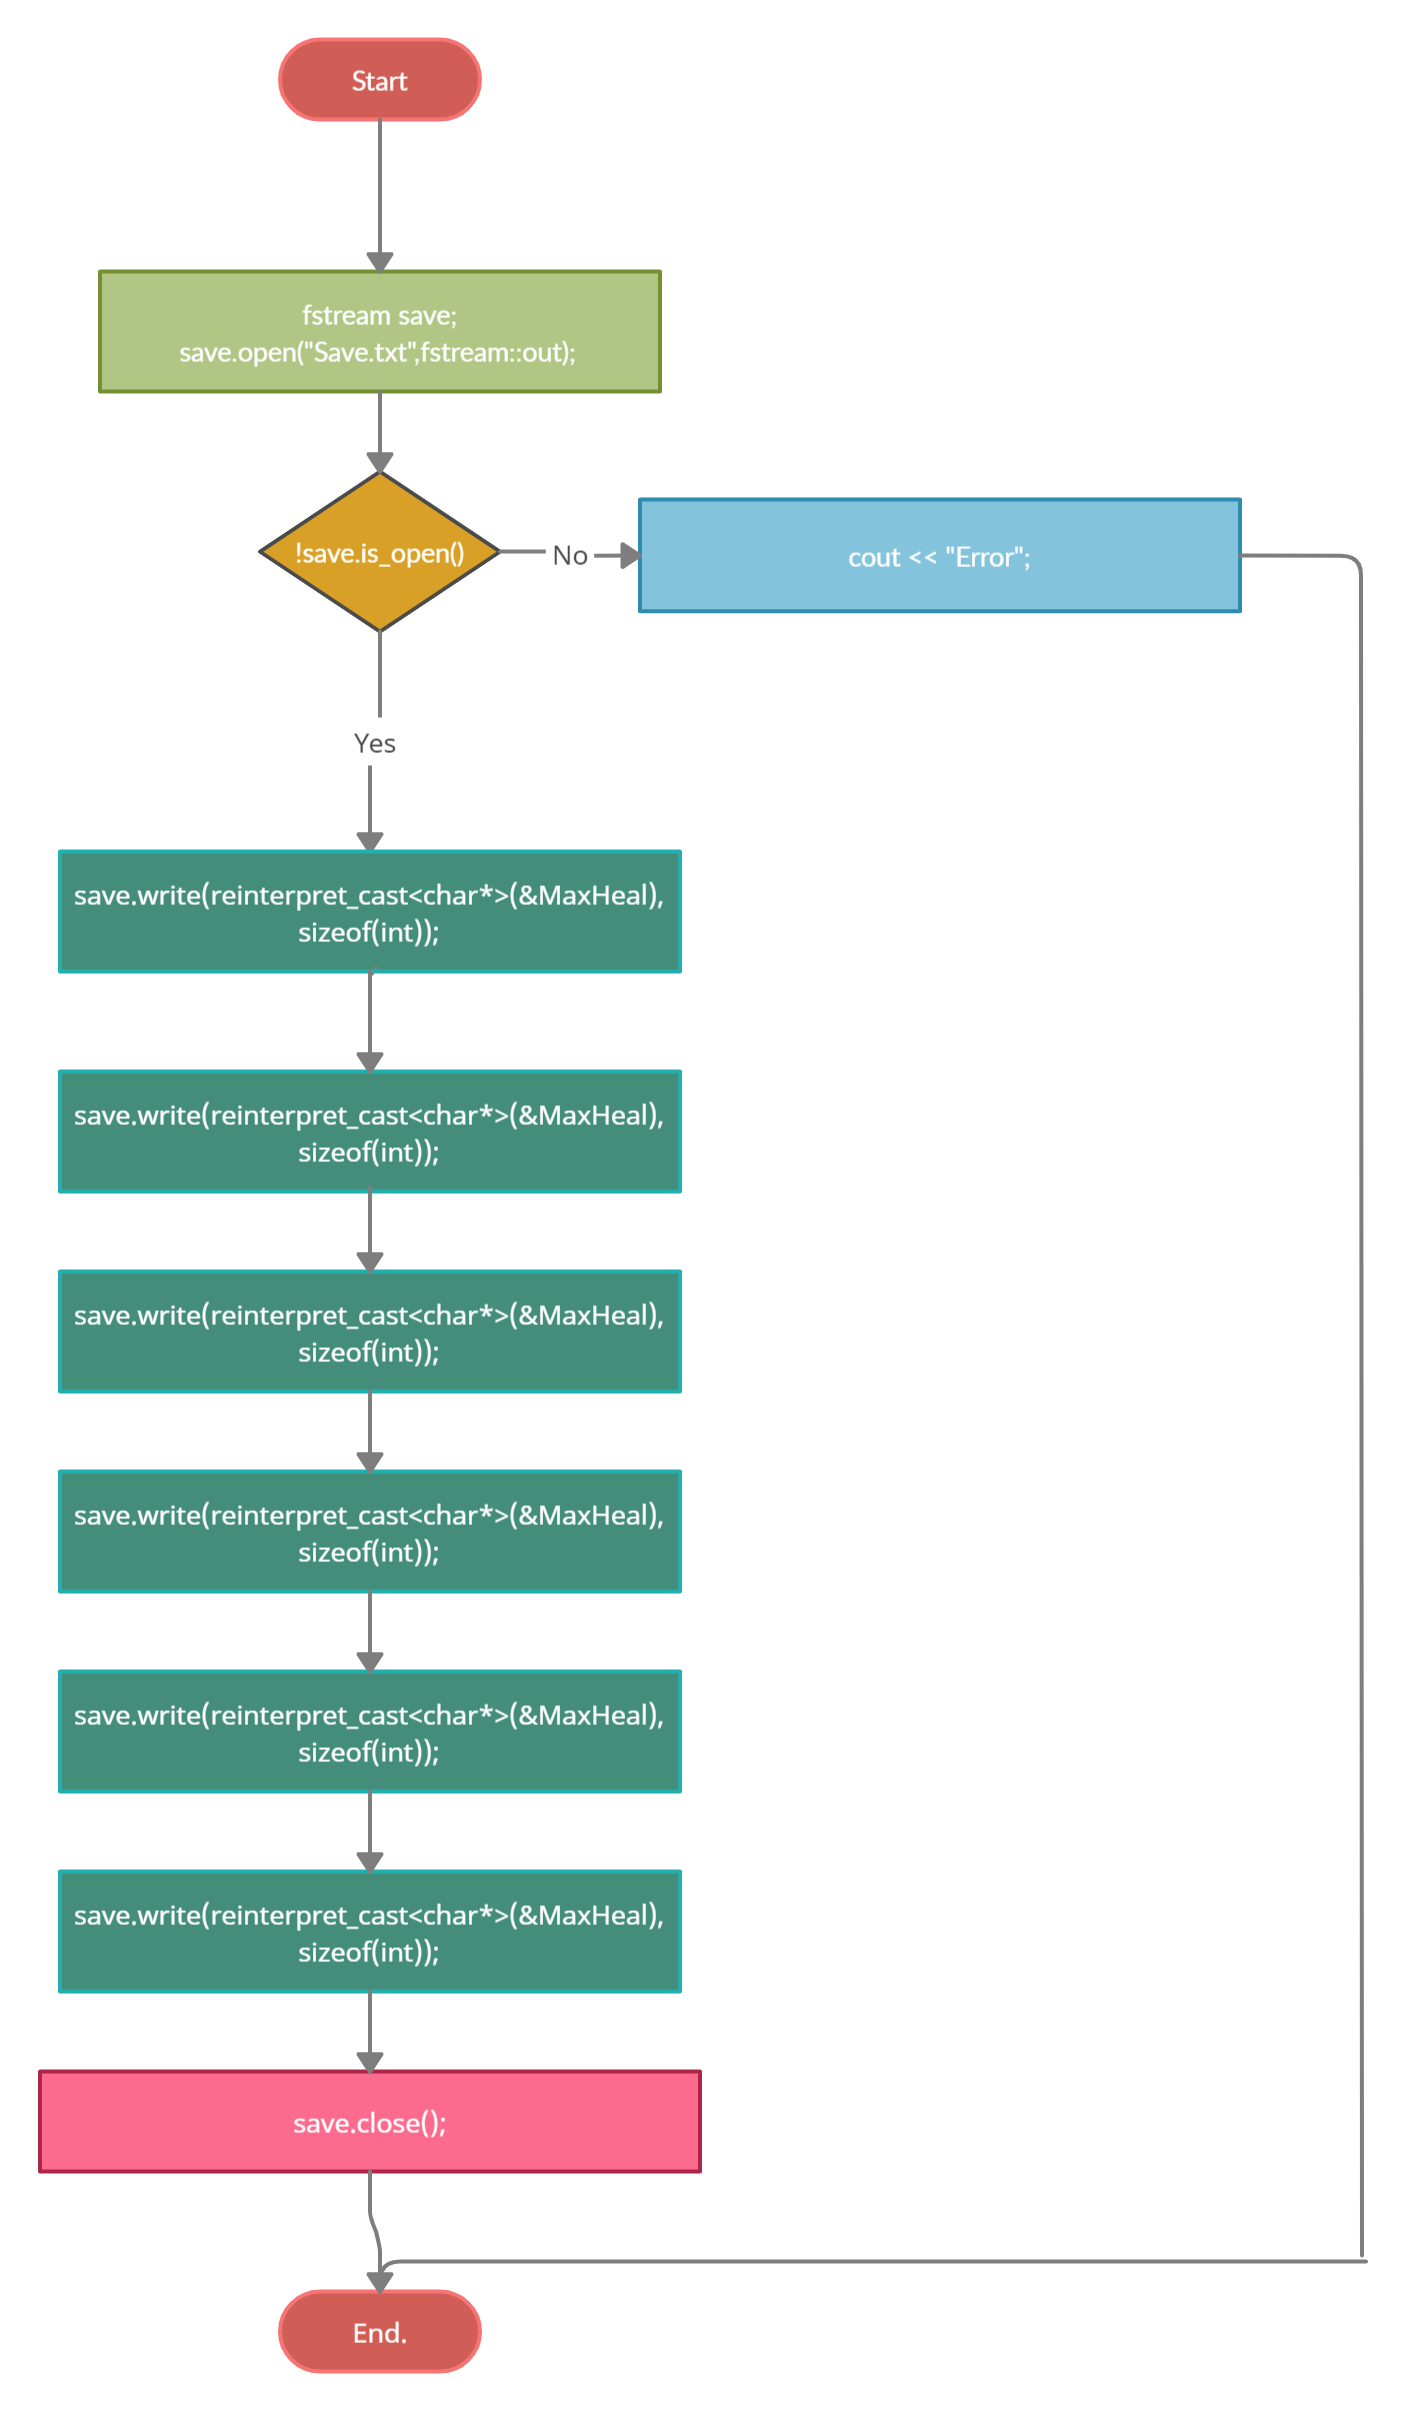 Start
fstream save;
save.open("Save.txt",fstream::out);
!save.is_open()
No
cout << "Error";
Yes
save.write(reinterpret_cast<char*>(&MaxHeal),
sizeof(int));
save.write(reinterpret_cast<char*>(&MaxHeal),
sizeof(int));
save.write(reinterpret_cast<char*>(&MaxHeal),
sizeof(int));
save.write(reinterpret_cast<char*>(&MaxHeal),
sizeof(int));
save.write(reinterpret_cast<char*>(&MaxHeal),
sizeof(int));
save.write(reinterpret_cast<char*>(&MaxHeal),
sizeof(int));
save.close();
End.